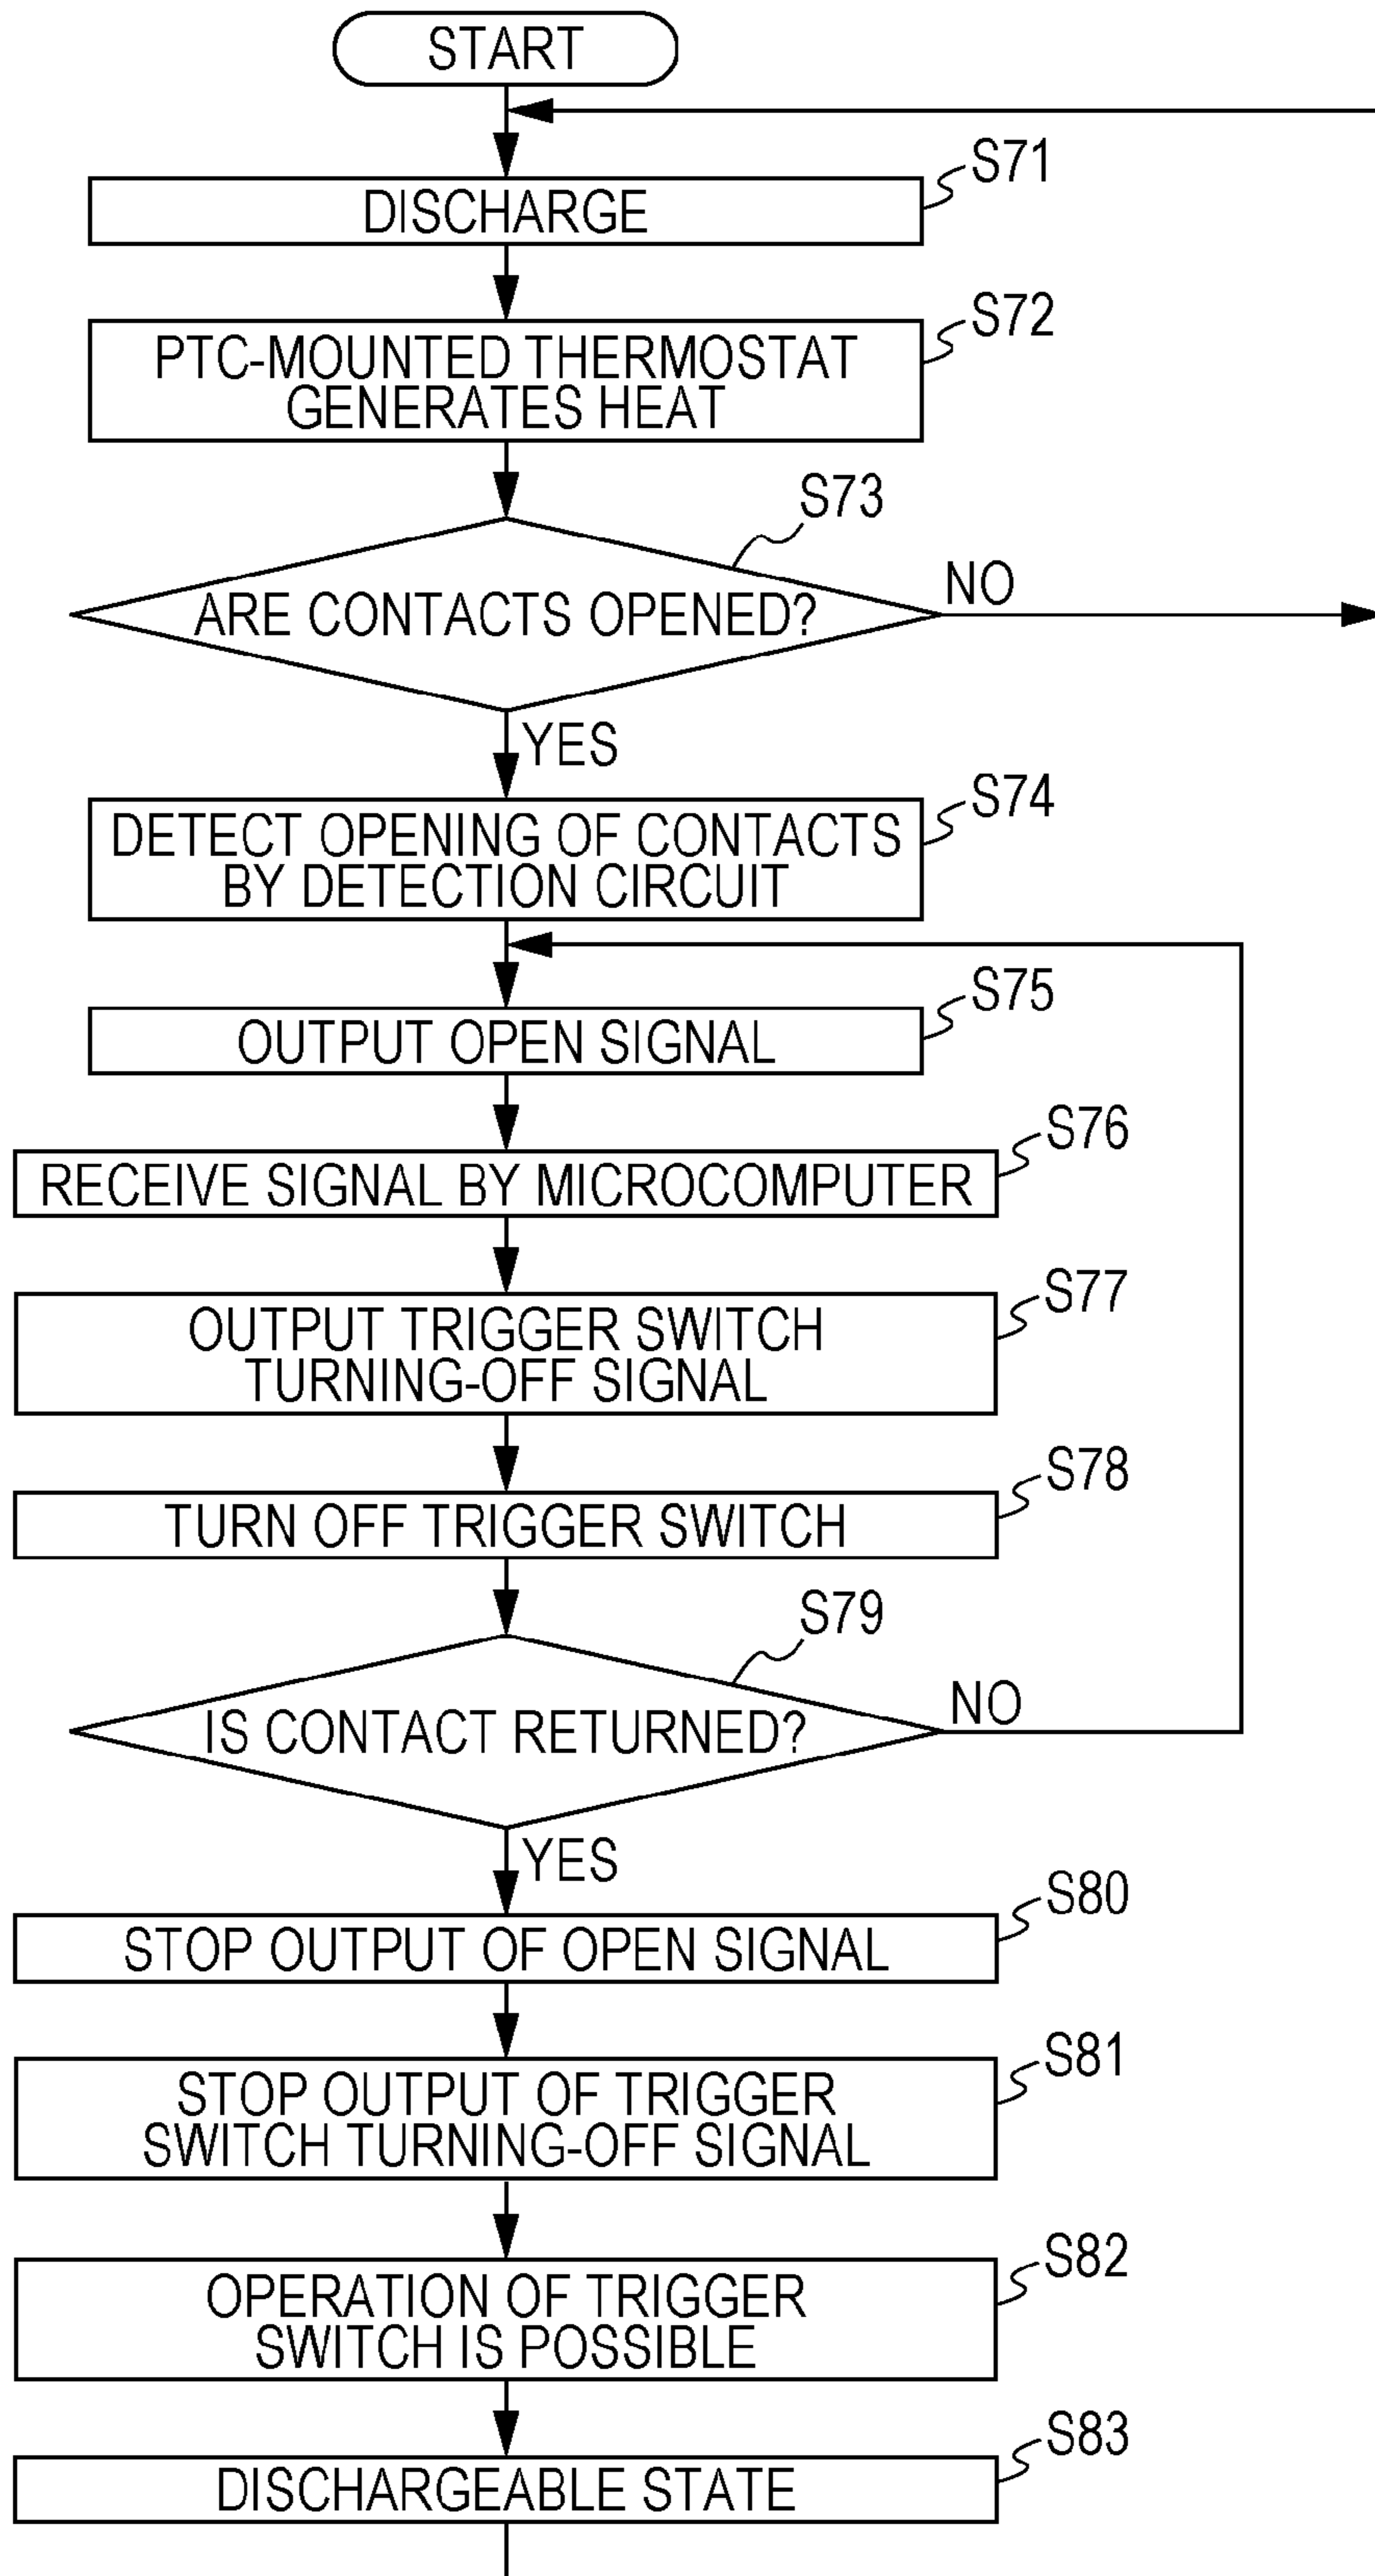 START
S71
DISCHARGE
S72
PTC-MOUNTED THERMOSTAT
GENERATES HEAT
S73
ARE CONTACTS OPENED?
NO
YES
S74
DETECT OPENING OF CONTACTS
BY DETECTION CIRCUIT
S75
OUTPUT OPEN SIGNAL
S76
RECEIVE SIGNAL BY MICROCOMPUTER
S77
OUTPUT TRIGGER SWITCH
TURNING-OFF SIGNAL
S78
TURN OFF TRIGGER SWITCH
S79
IS CONTACT RETURNED?
NO
YES
S80
STOP OUTPUT OF OPEN SIGNAL
S81
STOP OUTPUT OF TRIGGER
SWITCH TURNING-OFF SIGNAL
S82
OPERATION OF TRIGGER
SWITCH IS POSSIBLE
S83
DISCHARGEABLE STATE